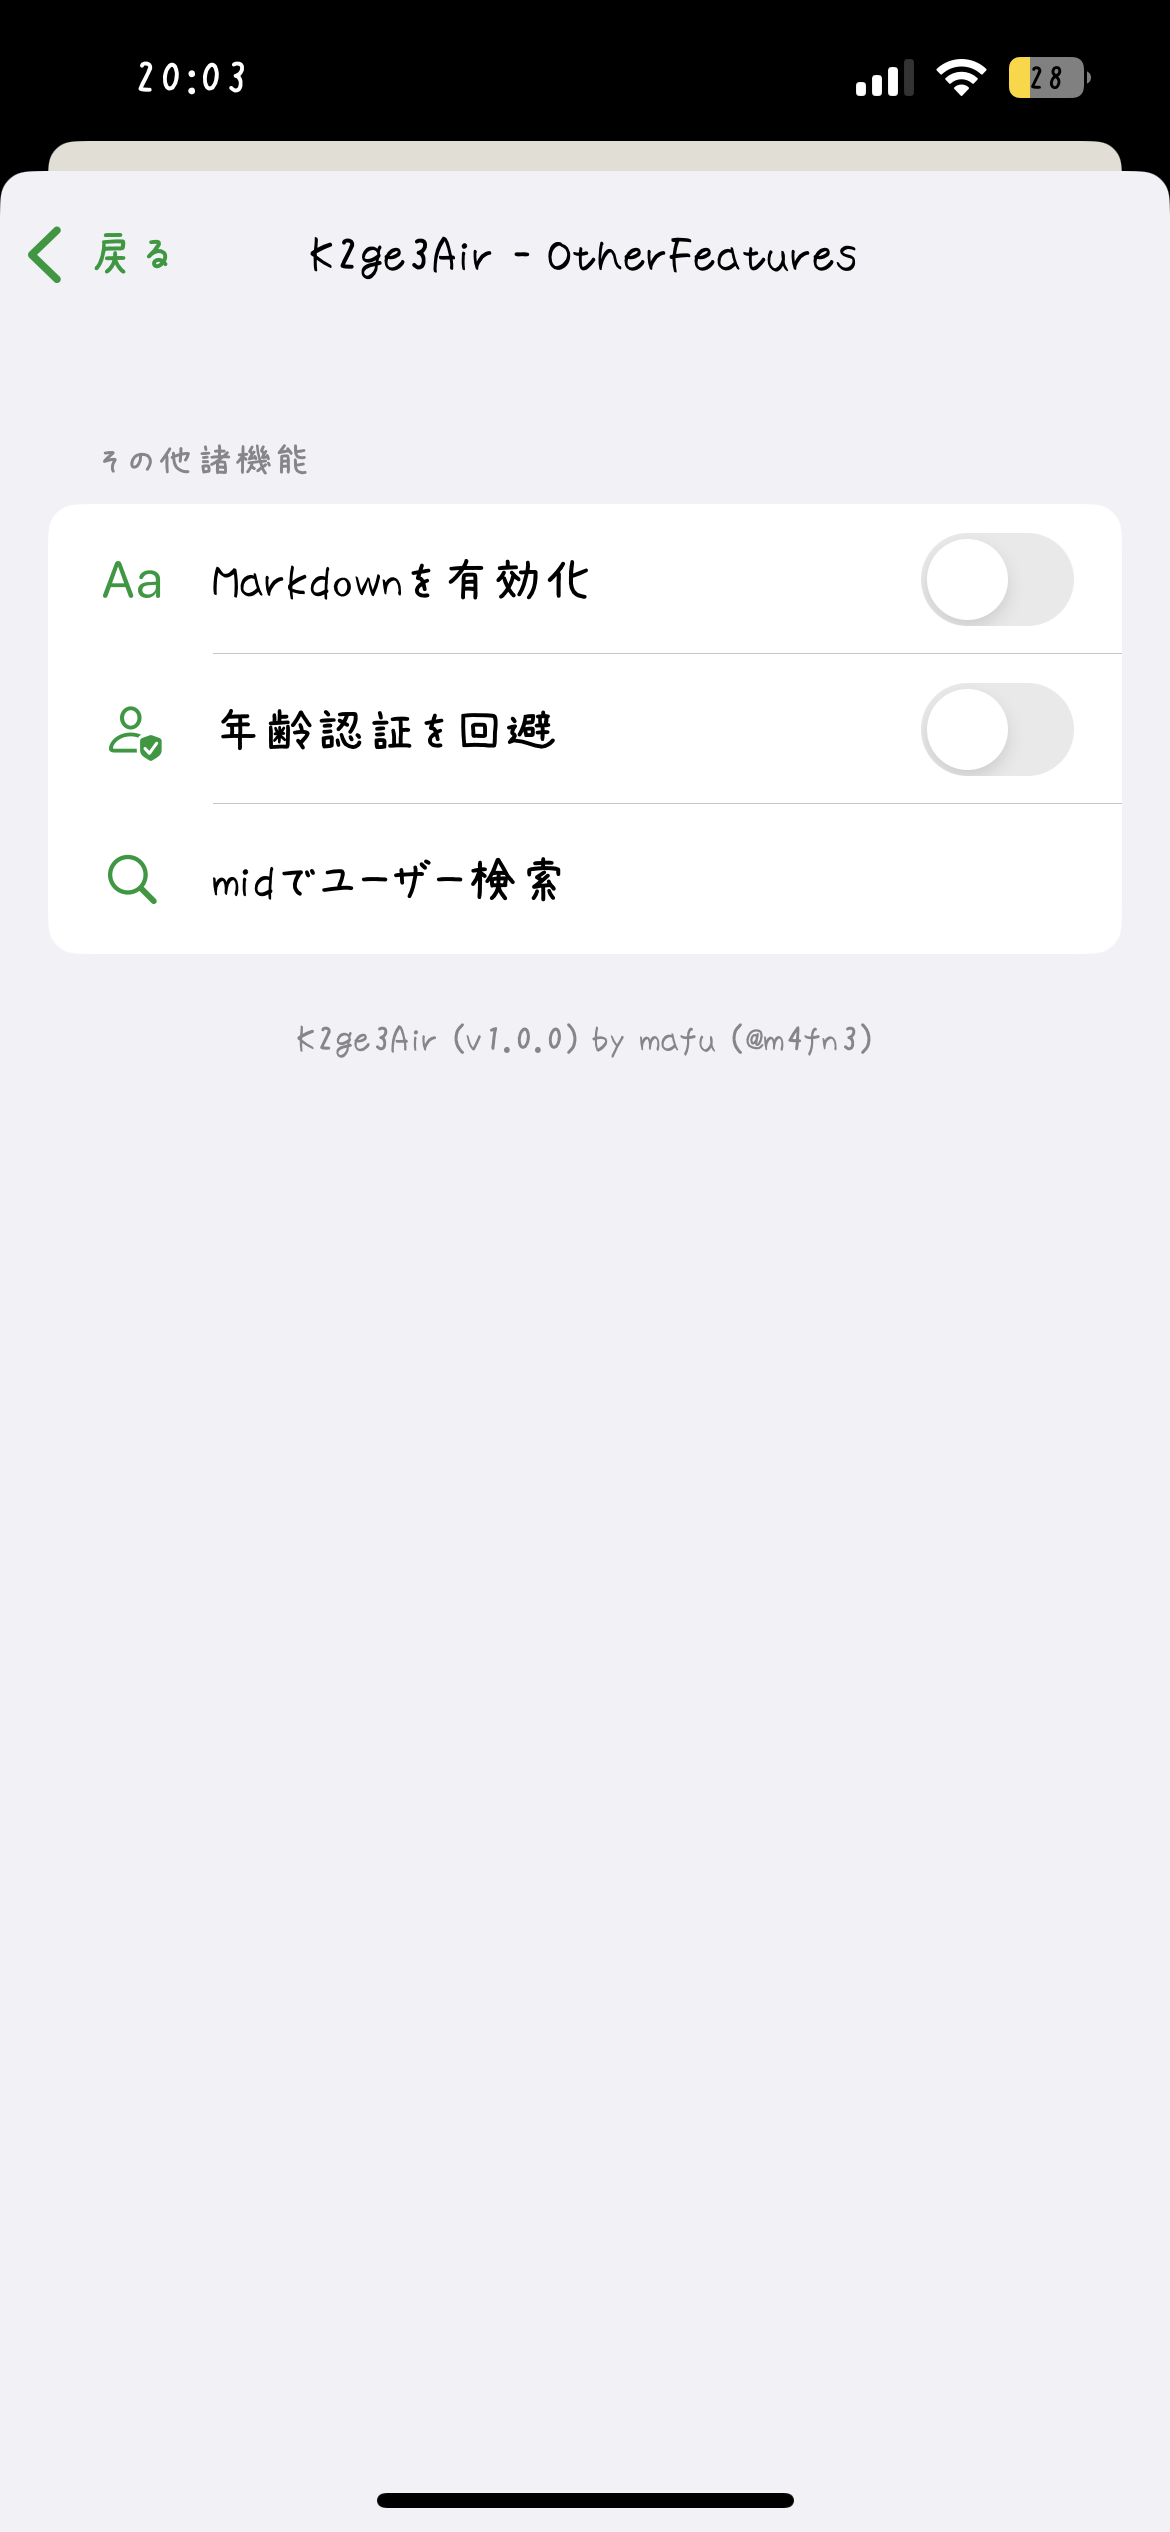 20:03
28
戻る
K2ge3Air - OtherFeatures
その他諸機能
Aa
Markdownを有効化
年齢認証を回避
midでユーザー検索
K2ge3Air (v1.0.0) by mafu (@m4fn3)